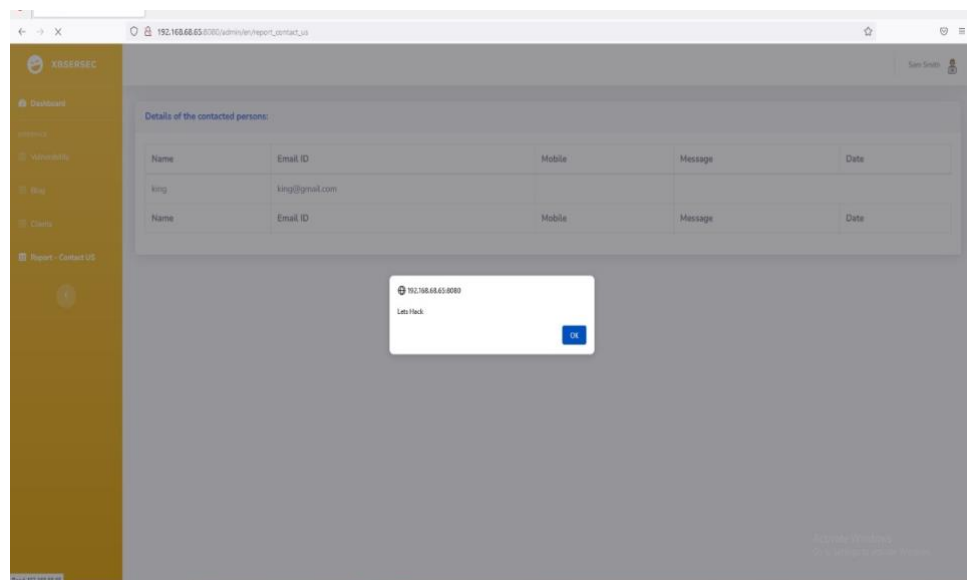 192.168.68.65:8080/admin/en/report_contact_us
XBSERSEC
Sam Smith
Dashboard
Details of the contacted persons:
Vulnerability
Name Email ID Mobile Message Date
Blog
king king@gmail.com
Clients
Name Email ID Mobile Message Date
Report - Contact US
192.168.68.65:8080
Lets Hack
OK
Activate Windows